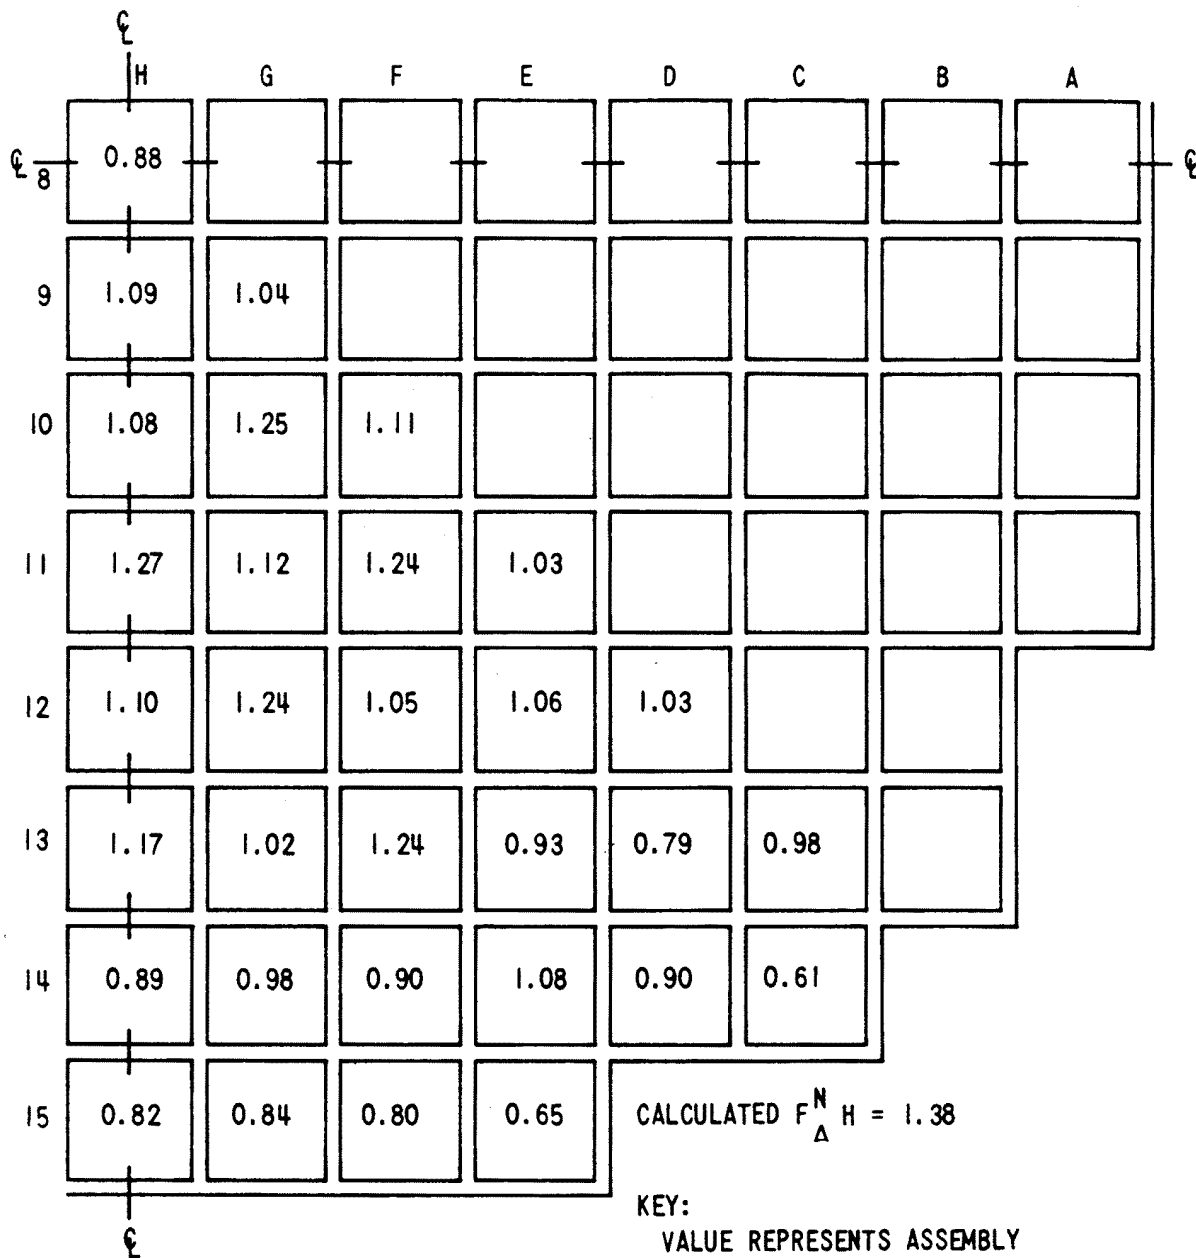 ℄
H G F E D C B A
℄ 8 0.88 ℄
9 1.09 1.04
10 1.08 1.25 1.11
11 1.27 1.12 1.24 1.03
12 1.10 1.24 1.05 1.06 1.03
13 1.17 1.02 1.24 0.93 0.79 0.98
14 0.89 0.98 0.90 1.08 0.90 0.61
15 0.82 0.84 0.80 0.65 CALCULATED F N Δ H = 1.38
℄
KEY:
VALUE REPRESENTS ASSEMBLY